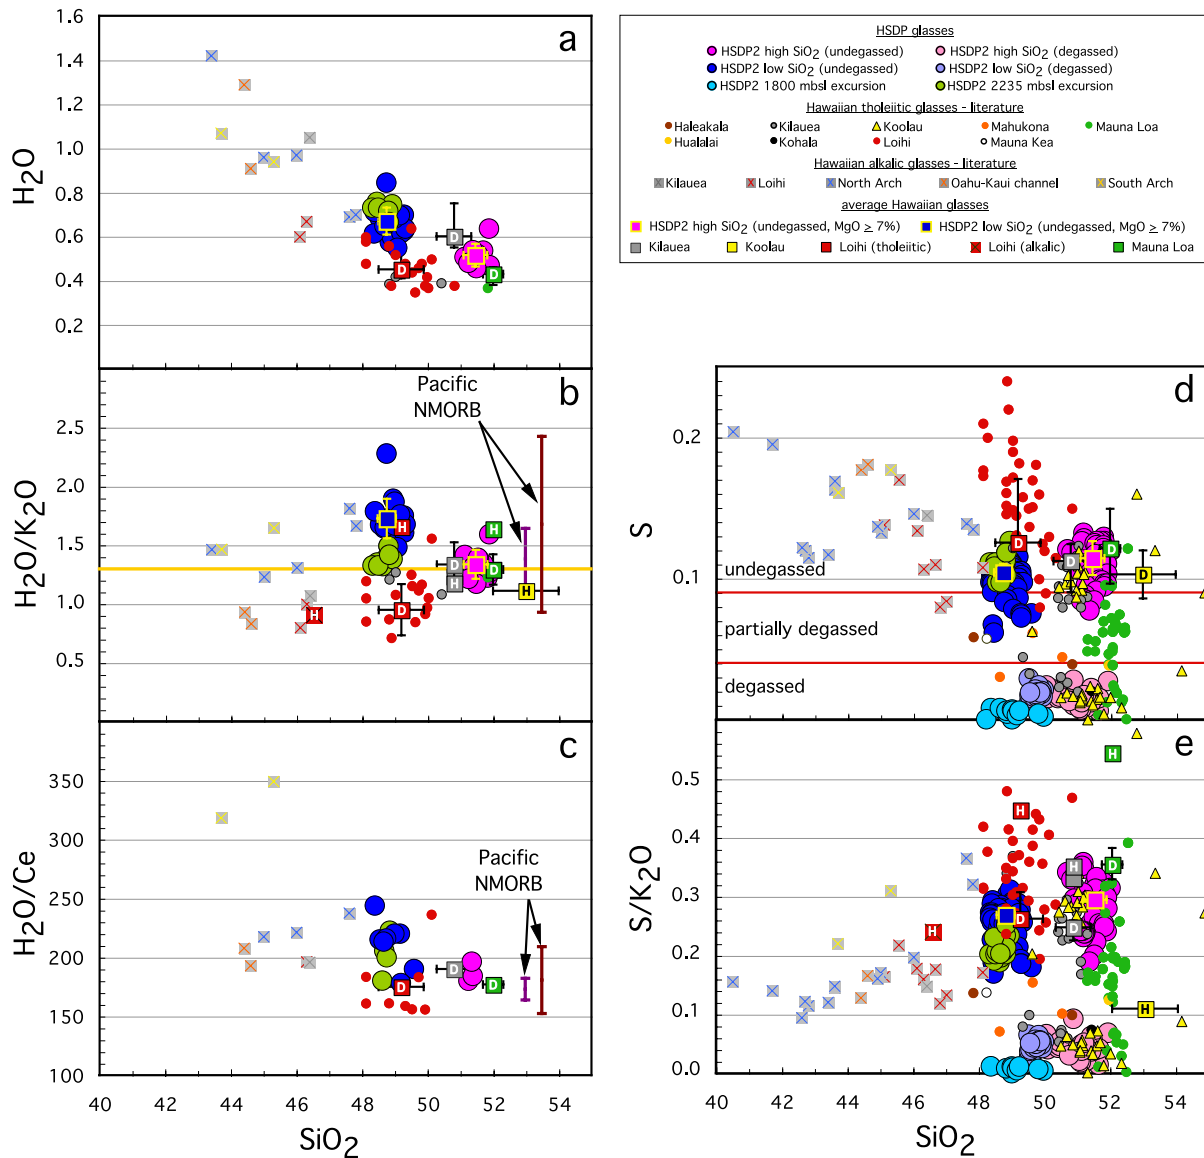 a
1.6
1.4
1.2
1.0
0.8
0.6
0.4
0.2
H2O
D
D
D
b
Pacific
NMORB
2.5
2.0
1.5
1.0
0.5
H2O/K2O
H
H
D
H
D
H
D
H
D
c
350
300
250
200
150
100
H2O/Ce
Pacific
NMORB
D
D
D
40 42 44 46 48 50 52 54
SiO2
HSDP glasses
HSDP2 high SiO2 (undegassed) HSDP2 high SiO2 (degassed)
HSDP2 low SiO2 (undegassed) HSDP2 low SiO2 (degassed)
HSDP2 1800 mbsl excursion HSDP2 2235 mbsl excursion
Hawaiian tholeiitic glasses - literature
Haleakala Kilauea Koolau Mahukona Mauna Loa
Hualalai Kohala Loihi Mauna Kea
Hawaiian alkalic glasses - literature
Kilauea Loihi North Arch Oahu-Kaui channel South Arch
average Hawaiian glasses
HSDP2 high SiO2 (undegassed, MgO ≥ 7%) HSDP2 low SiO2 (undegassed, MgO ≥ 7%)
Kilauea Koolau Loihi (tholeiitic) Loihi (alkalic) Mauna Loa
d
0.2
0.1
0.0
S
undegassed
partially degassed
degassed
D
D
D
D
e
0.5
0.4
0.3
0.2
0.1
0.0
S/K2O
H
H
H
D
H
D
D
H
40 42 44 46 48 50 52 54
SiO2